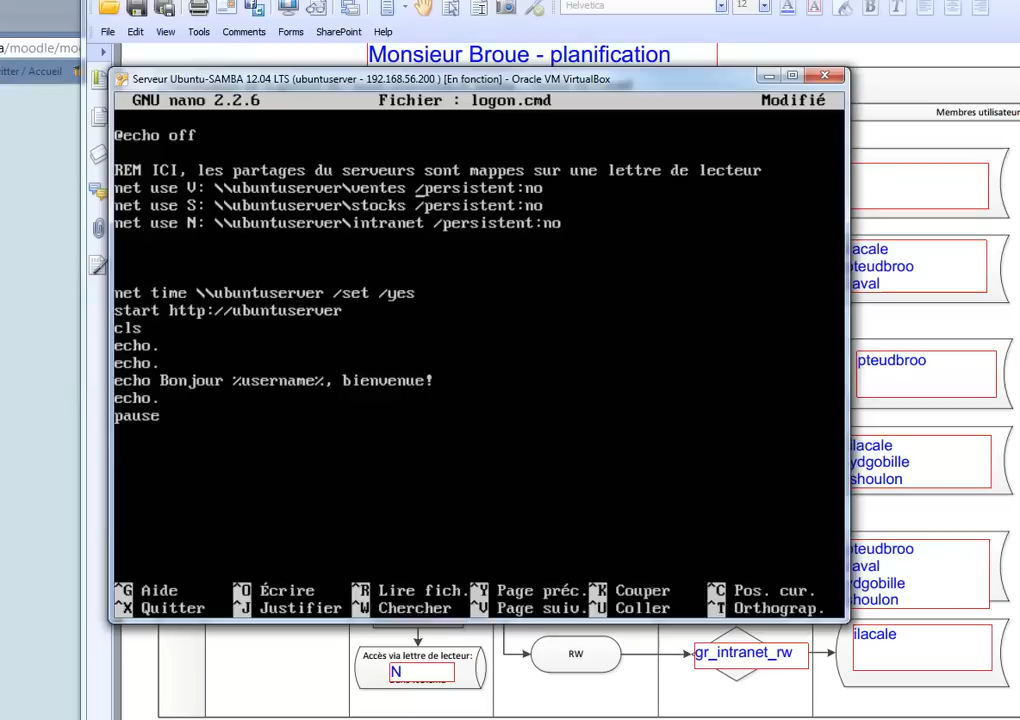 Helvetica
12
File
Edit
View
Tools
Comments
Forms
SharePoint
Help
a/moodle/mo
itter / Accueil
Monsieur Broue - planification
Serveur Ubuntu-SAMBA 12.04 LTS (ubuntuserver - 192.168.56.200 ) [En fonction] - Oracle VM VirtualBox
GNU nano 2.2.6 Fichier : logon.cmd Modifié
@echo off
REM ICI, les partages du serveurs sont mappes sur une lettre de lecteur
net use V: \\ubuntuserver\ventes /persistent:no
net use S: \\ubuntuserver\stocks /persistent:no
net use N: \\ubuntuserver\intranet /persistent:no
net time \\ubuntuserver /set /yes
start http://ubuntuserver
cls
echo.
echo.
echo Bonjour %username%, bienvenue!
echo.
pause
^G Aide ^O Écrire ^R Lire fich. ^Y Page préc. ^K Couper ^C Pos. cur.
^X Quitter ^J Justifier ^W Chercher ^V Page suiv. ^U Coller ^T Orthograp.
Membres utilisateur
lacale
pteudbroo
aval
pteudbroo
ilacale
ydgobille
shoulon
pteudbroo
aval
ydgobille
shoulon
ilacale
Accès via lettre de lecteur:
N
RW
gr_intranet_rw